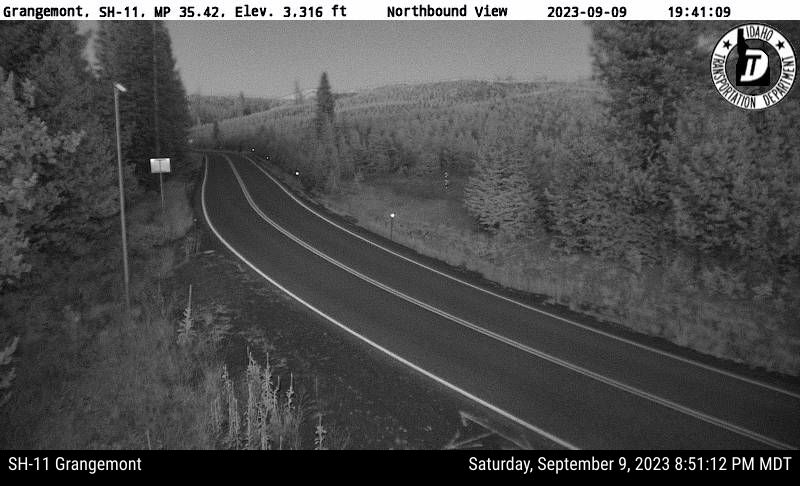 Grangemont, SH-11, MP 35.42, Elev. 3,316 ft Northbound View 2023-09-09 19:41:09
IDAHO
TRANSPORTATION DEPARTMENT
SH-11 Grangemont Saturday, September 9, 2023 8:51:12 PM MDT